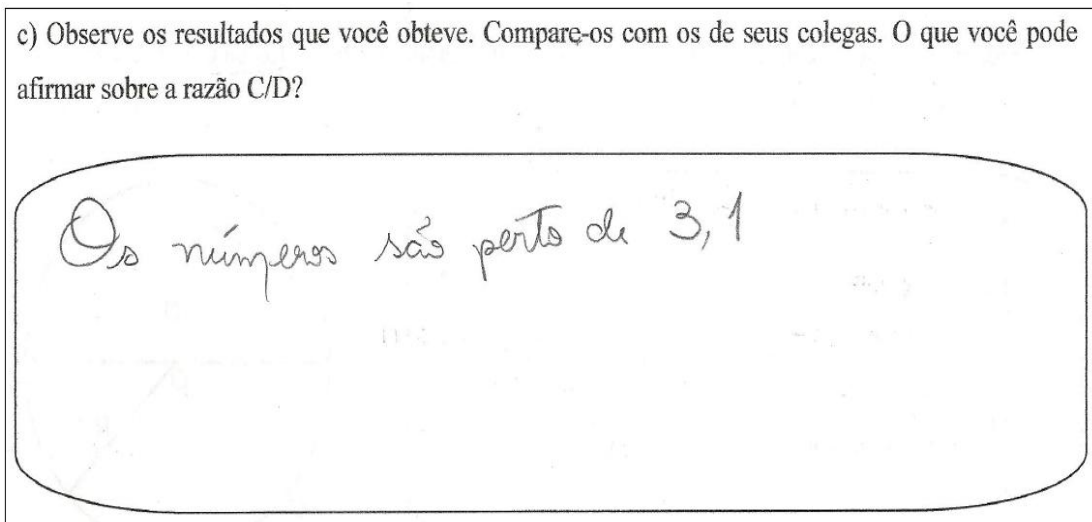 c) Observe os resultados que você obteve. Compare-os com os de seus colegas. O que você pode
afirmar sobre a razão C/D?
Os números são perto de 3,1